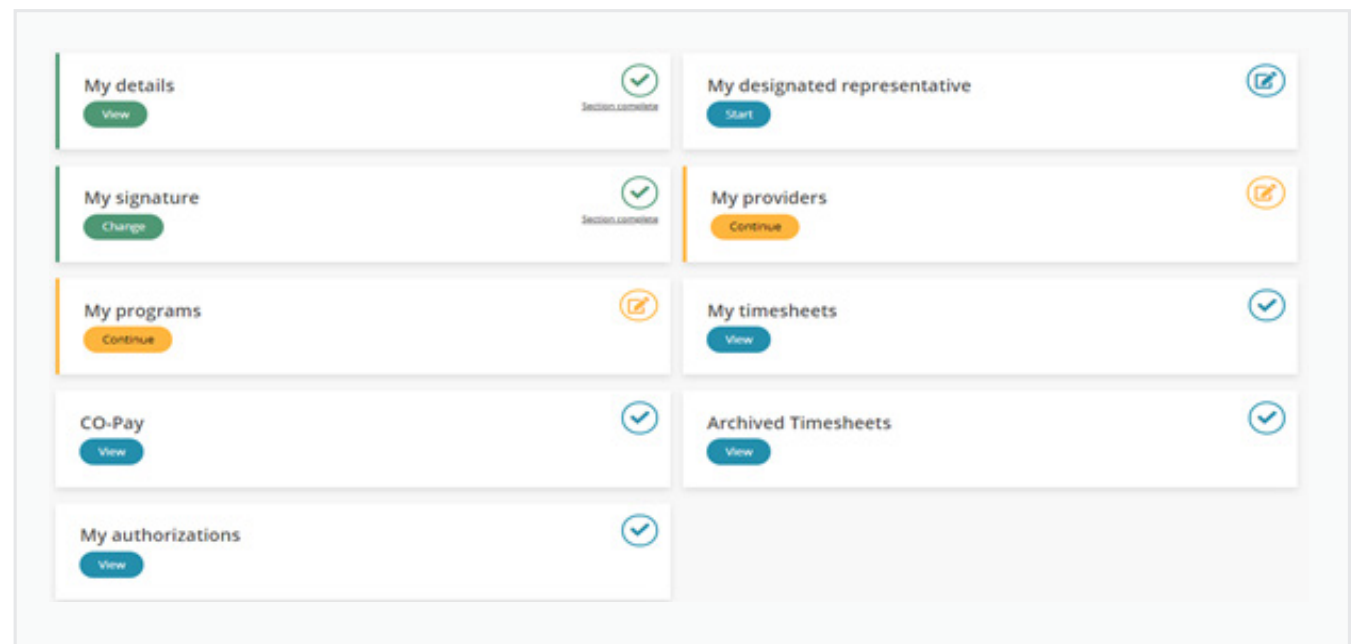 My details
View
Section complete
My designated representative
Start
My signature
Change
Section complete
My providers
Continue
My programs
Continue
My timesheets
View
CO-Pay
View
Archived Timesheets
View
My authorizations
View